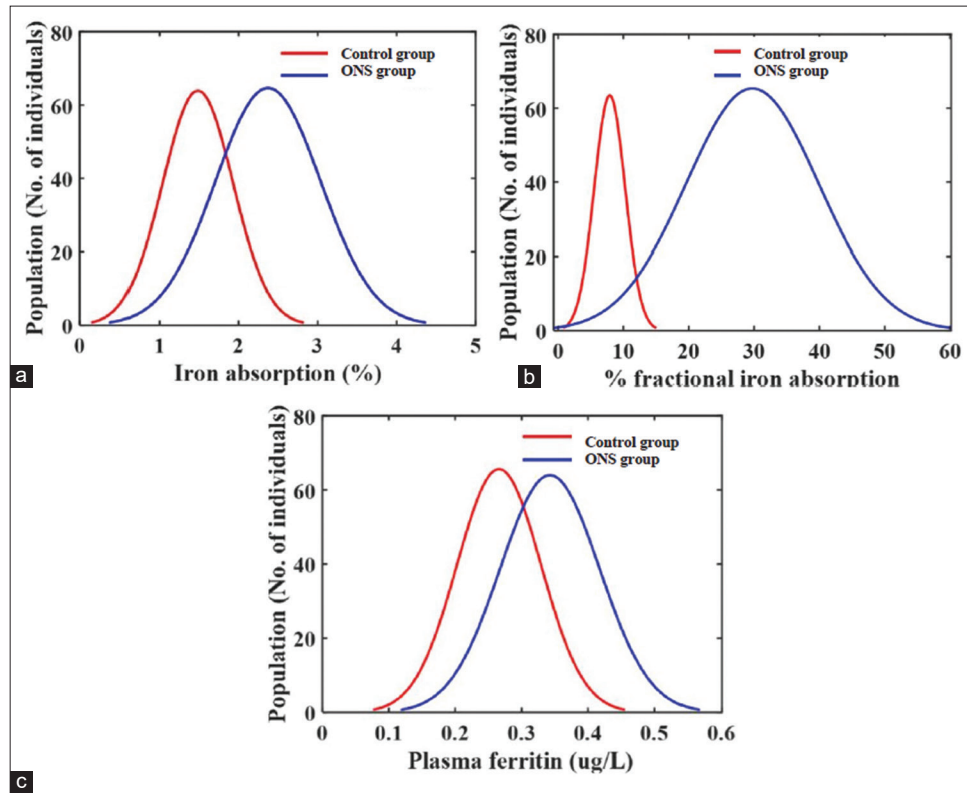 80
60
40
20
0
Population (No. of individuals)
Control group
ONS group
0 1 2 3 4 5
Iron absorption (%)
a
80
60
40
20
0
Population (No. of individuals)
Control group
ONS group
0 10 20 30 40 50 60
% fractional iron absorption
b
80
60
40
20
0
Population (No. of individuals)
Control group
ONS group
0 0.1 0.2 0.3 0.4 0.5 0.6
Plasma ferritin (ug/L)
c